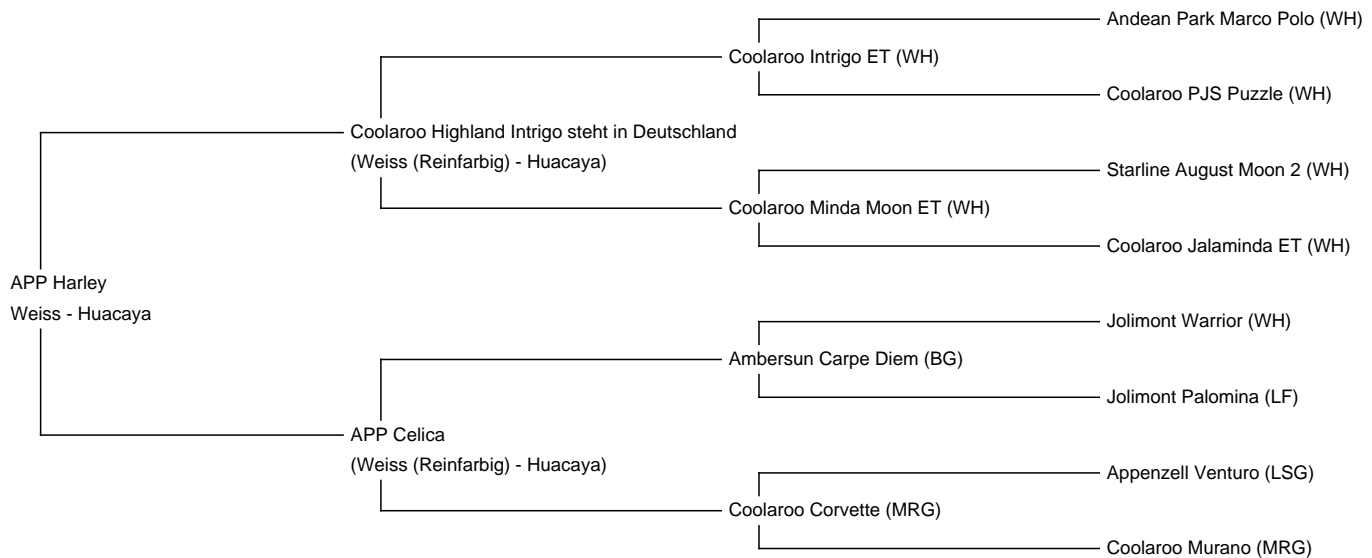 Andean Park Marco Polo (WH)
Coolaroo Intrigo ET (WH)
Coolaroo PJS Puzzle (WH)
Coolaroo Highland Intrigo steht in Deutschland
(Weiss (Reinfarbig) - Huacaya)
Starline August Moon 2 (WH)
Coolaroo Minda Moon ET (WH)
Coolaroo Jalaminda ET (WH)
APP Harley
Weiss - Huacaya
Jolimont Warrior (WH)
Ambersun Carpe Diem (BG)
Jolimont Palomina (LF)
APP Celica
(Weiss (Reinfarbig) - Huacaya)
Appenzell Venturo (LSG)
Coolaroo Corvette (MRG)
Coolaroo Murano (MRG)